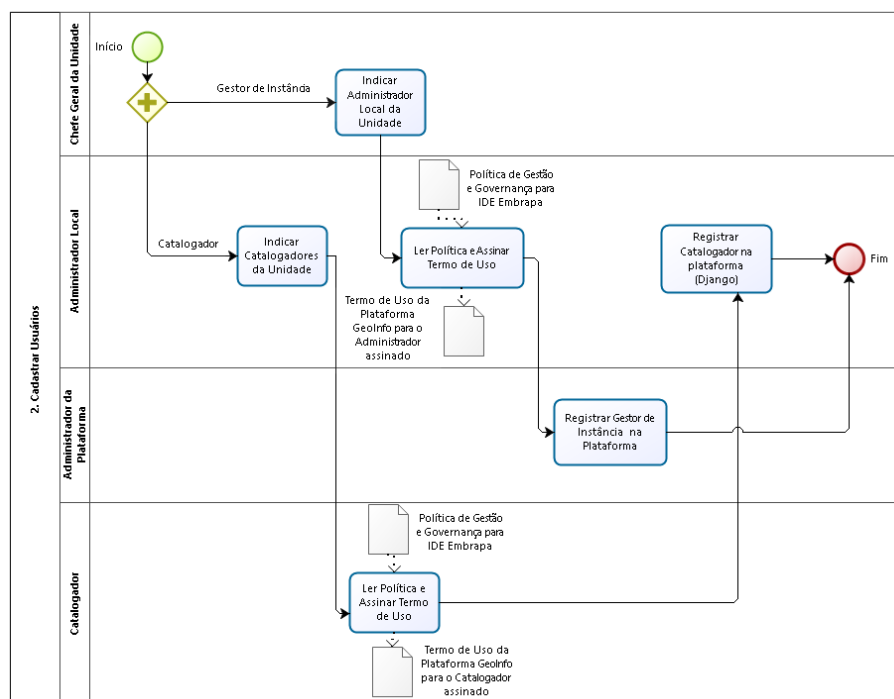 2. Cadastrar Usuários
Chefe Geral da Unidade
Início
Gestor de Instância
Indicar
Administrador
Local da
Unidade
Administrador Local
Catalogador
Indicar
Catalogadores
da Unidade
Política de Gestão
e Governança para
IDE Embrapa
Ler Política e Assinar
Termo de Uso
Termo de Uso da
Plataforma
GeoInfo para o
Administrador
assinado
Registrar
Catalogador na
plataforma
(Django)
Fim
Administrador da
Plataforma
Registrar Gestor de
Instância na
Plataforma
Catalogador
Política de Gestão
e Governança para
IDE Embrapa
Ler Política e
Assinar Termo
de Uso
Termo de Uso da
Plataforma GeoInfo
para o Catalogador
assinado